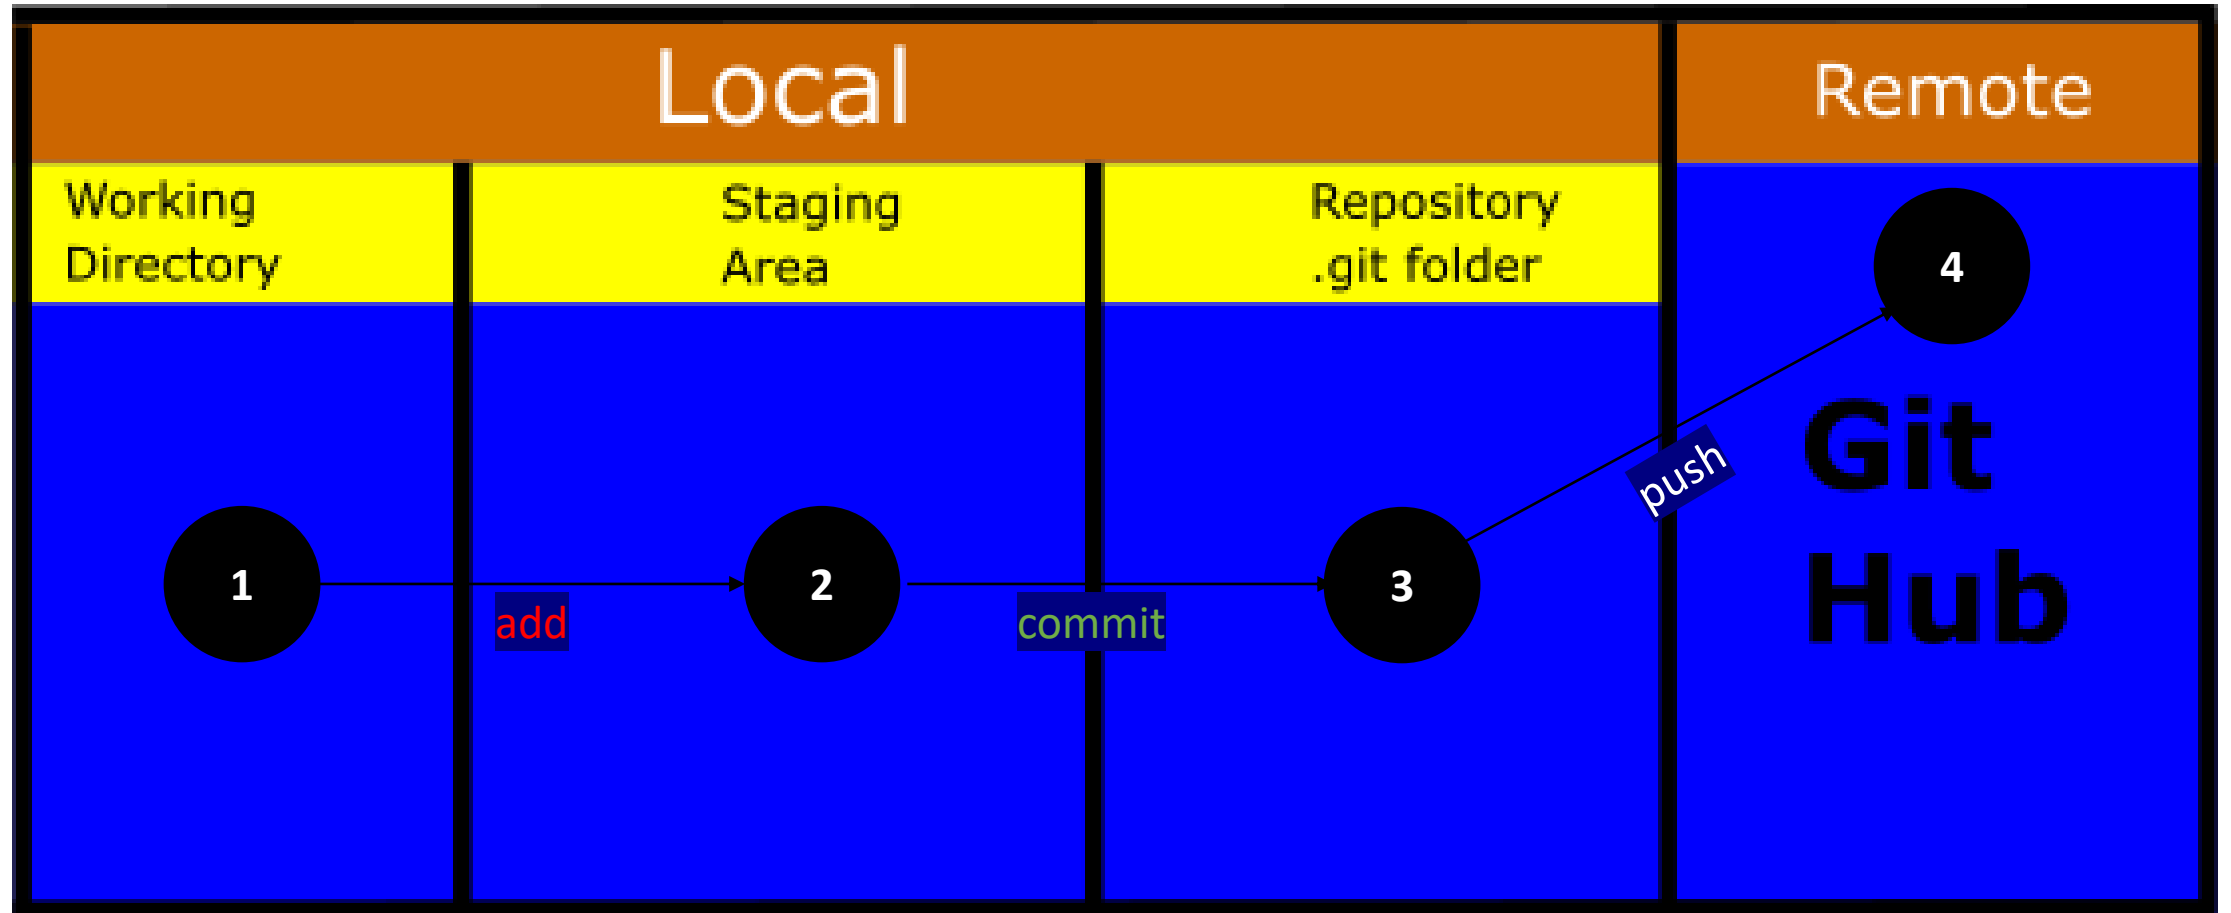 Local
Remote
Working
Directory
Staging
Area
Repository
.git folder
4
Git
Hub
push
1
2
3
add
commit